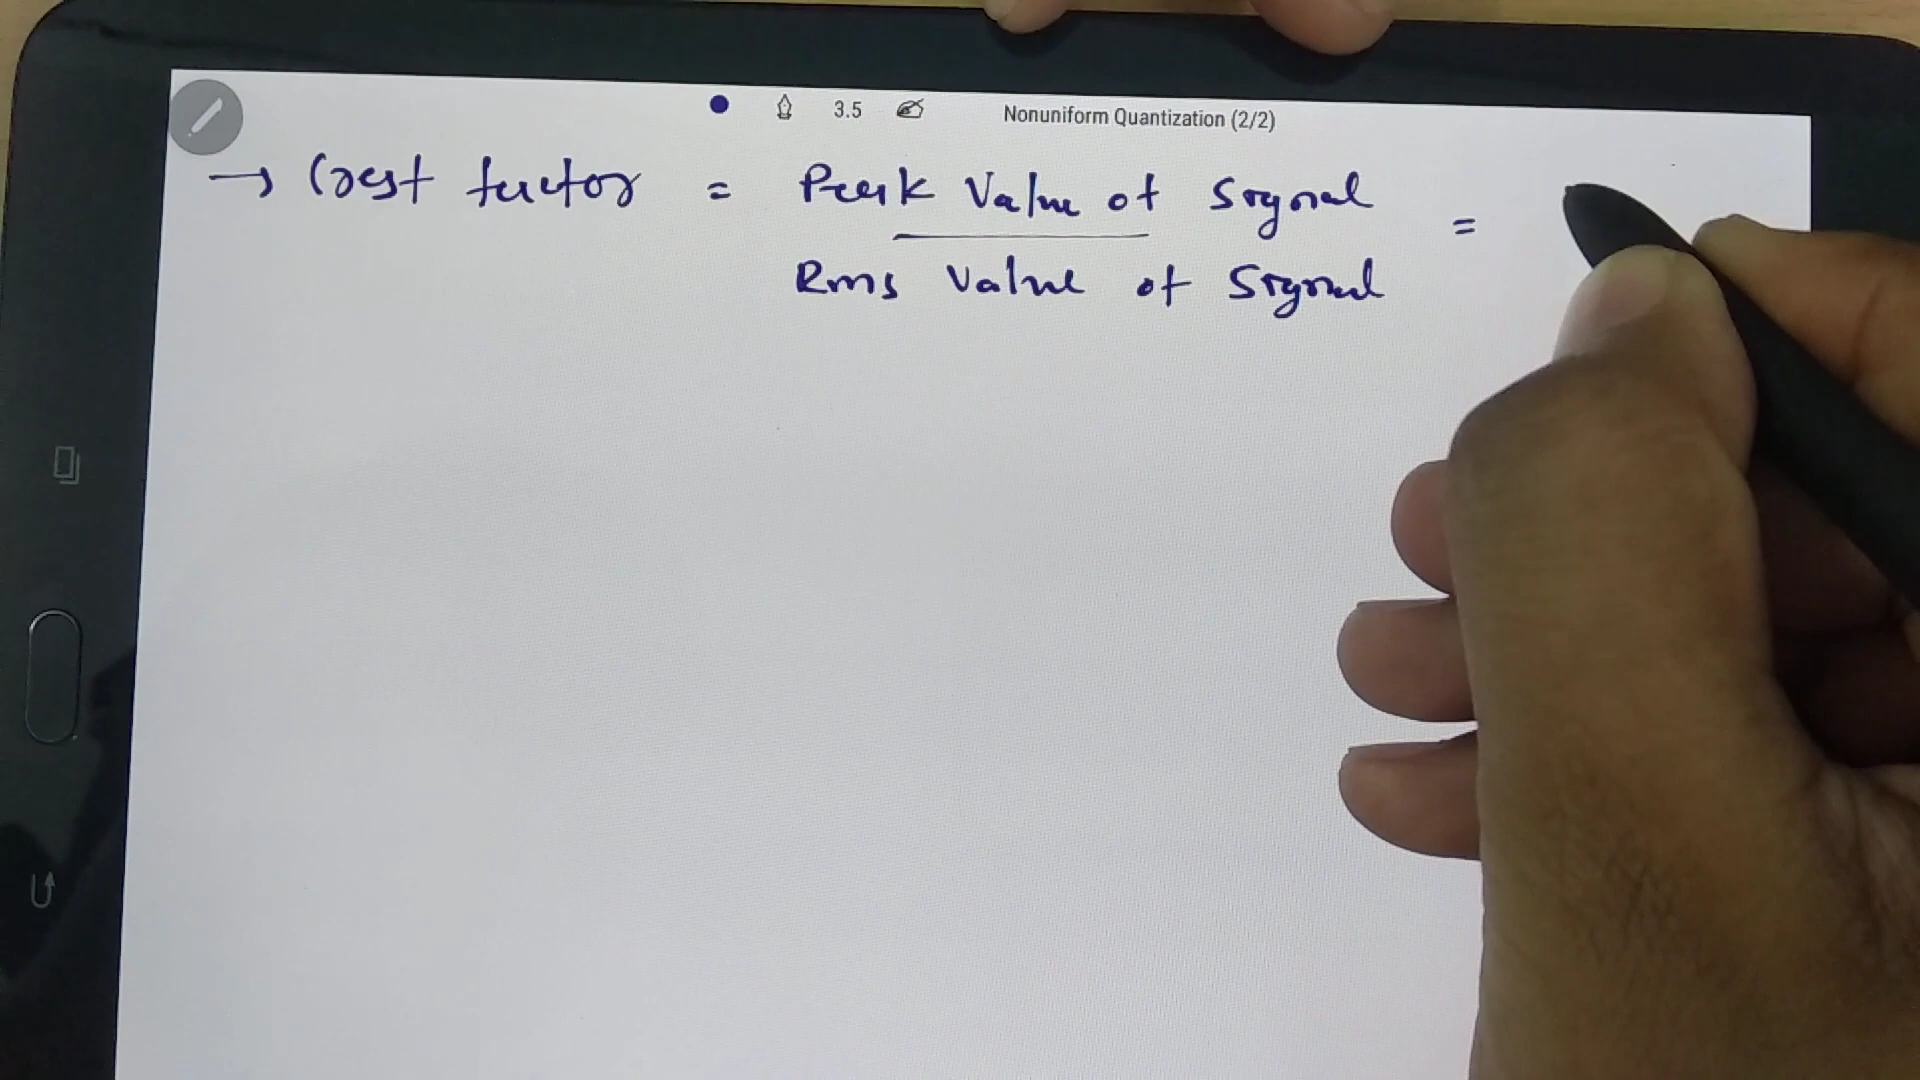 3.5 Nonuniform Quantization (2/2)
→ Crest factor = Peak Value of Signal =
Rms Value of Signal